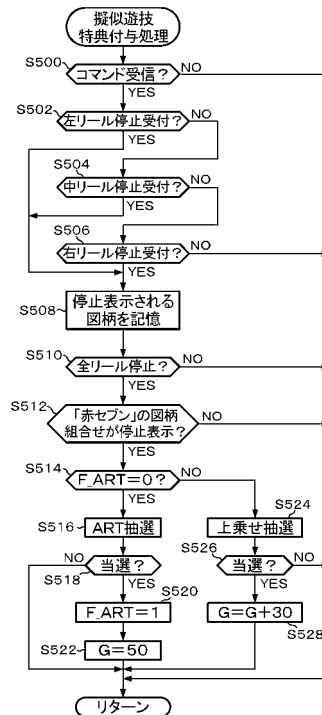 擬似遊技
特典付与処理
S500
コマンド受信？
NO
YES
S502
左リール停止受付？
NO
YES
S504
中リール停止受付？
NO
YES
S506
右リール停止受付？
NO
YES
S508
停止表示される
図柄を記憶
S510
全リール停止？
NO
YES
S512
「赤セブン」の図柄
組合せが停止表示？
NO
YES
S514
F_ART＝0？
NO
YES
S516
ART抽選
S524
上乗せ抽選
NO
当選？
S518
YES
S526
当選？
NO
YES
S520
F_ART＝1
G＝G＋30
S528
S522
G＝50
リターン